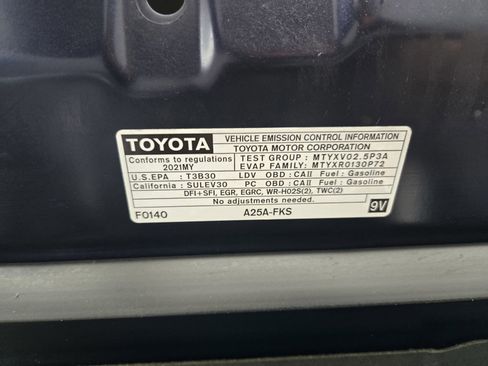 TOYOTA VEHICLE EMISSION CONTROL INFORMATION
TOYOTA MOTOR CORPORATION
Conforms to regulations
2021MY
TEST GROUP : MTYXV02.5P3A
EVAP FAMILY: MTYXR0130P72
U.S.EPA : T3B30 LDV OBD : CAII Fuel : Gasoline
California : SULEV30 PC OBD : CAII Fuel : Gasoline
DFI+SFI, EGR, EGRC, WR-HO2S(2), TWC(2)
No adjustments needed.
F0140 A25A-FKS 9V